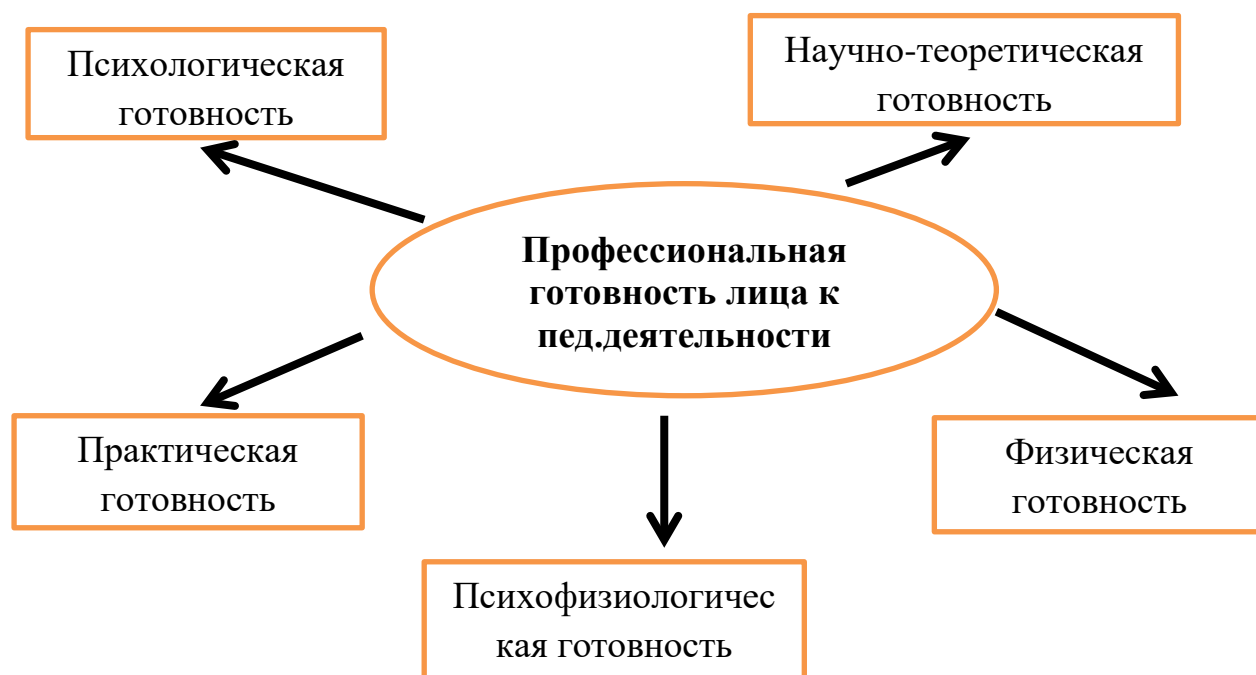 Психологическая
готовность
Научно-теоретическая
готовность
Профессиональная
готовность лица к
пед.деятельности
Практическая
готовность
Физическая
готовность
Психофизиологичес
кая готовность